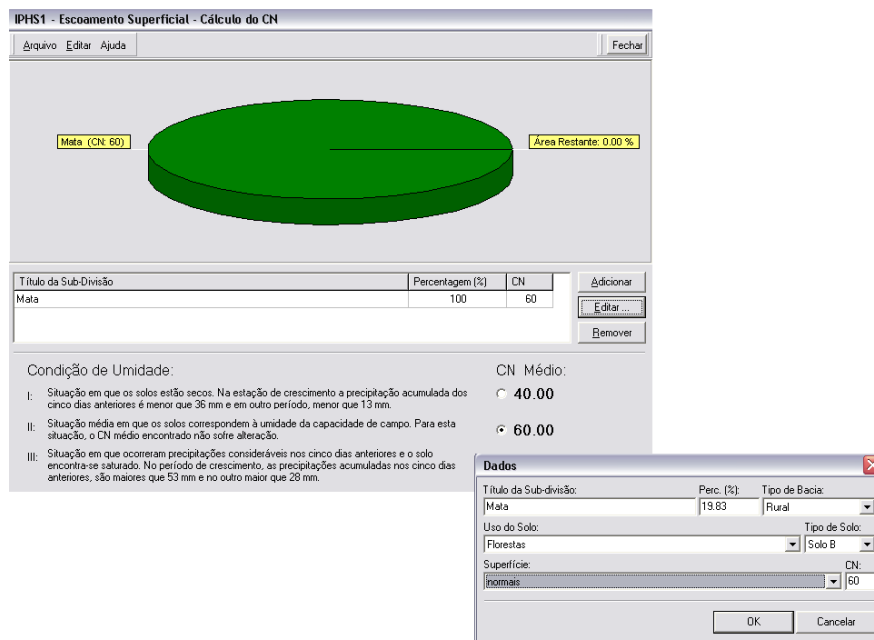 IPHS1 - Escoamento Superficial - Cálculo do CN
Arquivo Editar Ajuda Fechar
Mata (CN: 60) Área Restante: 0.00 %
Título da Sub-Divisão Percentagem (%) CN
Mata 100 60
Adicionar
Editar ...
Remover
Condição de Umidade: CN Médio:
I: Situação em que os solos estão secos. Na estação de crescimento a precipitação acumulada dos
cinco dias anteriores é menor que 36 mm e em outro período, menor que 13 mm.
40.00
II: Situação média em que os solos correspondem à umidade da capacidade de campo. Para esta
situação, o CN médio encontrado não sofre alteração.
60.00
III: Situação em que ocorreram precipitações consideráveis nos cinco dias anteriores e o solo
encontra-se saturado. No período de crescimento, as precipitações acumuladas nos cinco dias
anteriores, são maiores que 53 mm e no outro maior que 28 mm.
Dados
Título da Sub-divisão: Perc. (%): Tipo de Bacia:
Mata 19.83 Rural
Uso do Solo: Tipo de Solo:
Florestas Solo B
Superfície: CN:
normais 60
OK Cancelar